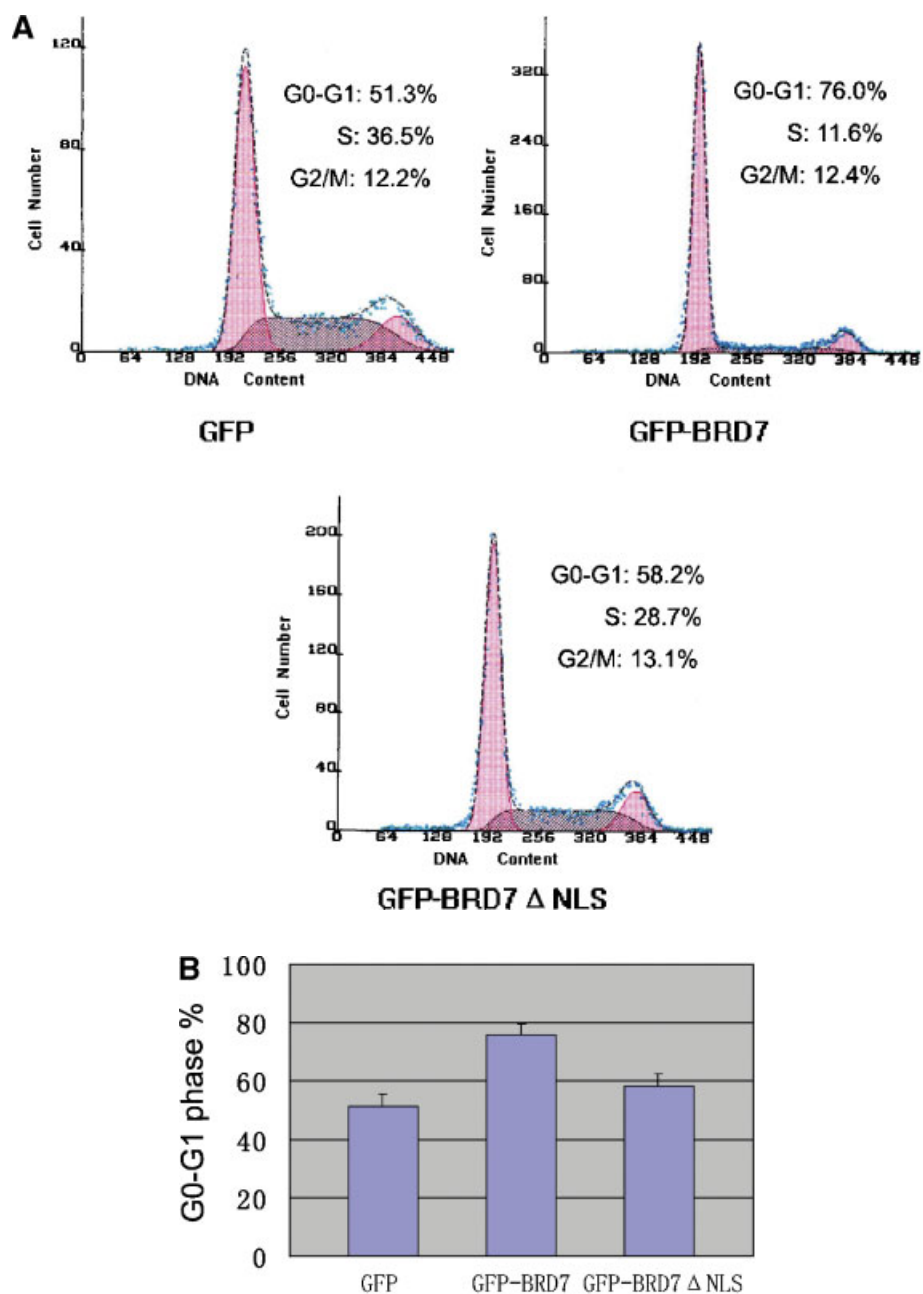 A
120
80
40
0
Cell Number
G0-G1: 51.3%
S: 36.5%
G2/M: 12.2%
0 64 128 192 256 320 384 448
DNA Content
GFP
320
240
160
80
0
Cell Nuimber
G0-G1: 76.0%
S: 11.6%
G2/M: 12.4%
0 64 128 192 256 320 384 448
DNA Content
GFP-BRD7
200
160
120
80
40
0
Cell Number
G0-G1: 58.2%
S: 28.7%
G2/M: 13.1%
0 64 128 192 256 320 384 448
DNA Content
GFP-BRD7 Δ NLS
B
100
80
60
40
20
0
G0-G1 phase %
GFP GFP-BRD7 GFP-BRD7 Δ NLS